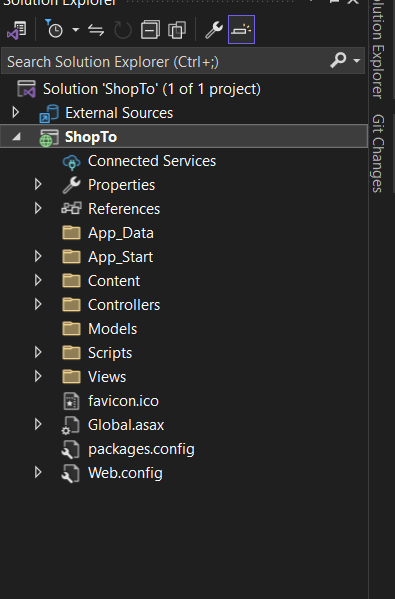 Solution Explorer
Search Solution Explorer (Ctrl+;)
Solution 'ShopTo' (1 of 1 project)
External Sources
ShopTo
Connected Services
Properties
References
App_Data
App_Start
Content
Controllers
Models
Scripts
Views
favicon.ico
Global.asax
packages.config
Web.config
Solution Explorer
Git Changes